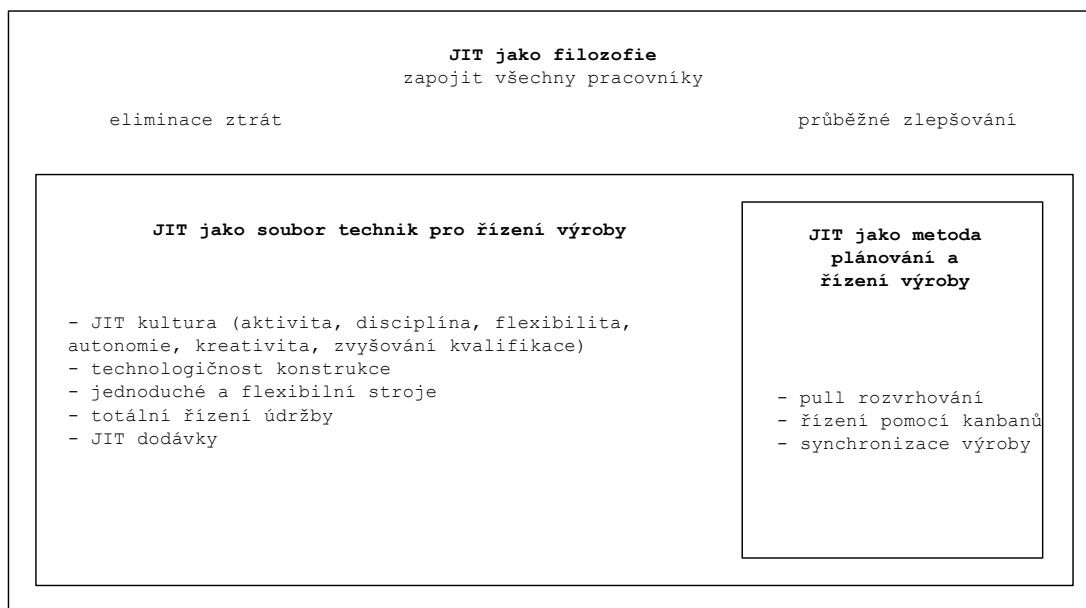 JIT jako filozofie
zapojit všechny pracovníky
eliminace ztrát
průběžné zlepšování
JIT jako soubor technik pro řízení výroby
- JIT kultura (aktivita, disciplína, flexibilita,
autonomie, kreativita, zvyšování kvalifikace)
- technologičnost konstrukce
- jednoduché a flexibilní stroje
- totální řízení údržby
- JIT dodávky
JIT jako metoda
plánování a
řízení výroby
- pull rozvrhování
- řízení pomocí kanbanů
- synchronizace výroby